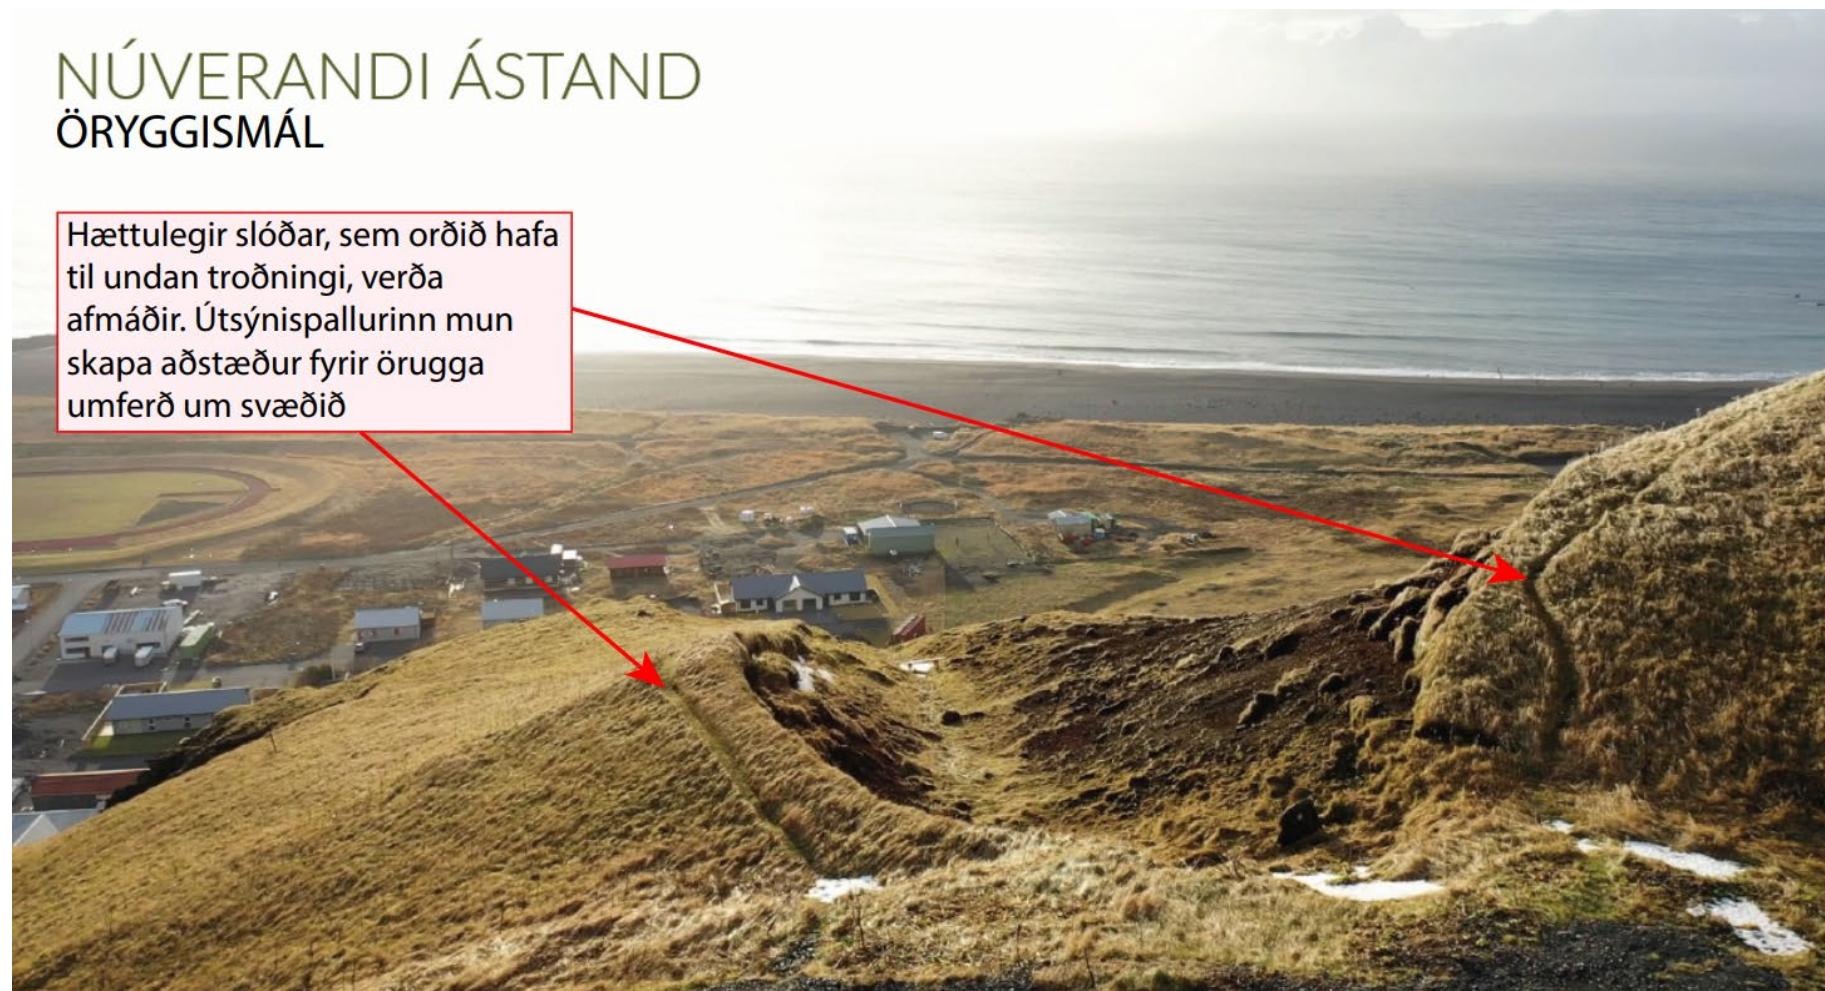 NÚVERANDI ÁSTAND
ÖRYGGISMÁL
Hættulegir slóðar, sem orðið hafa
til undan troðningi, verða
afmáðir. Útsýnispallurinn mun
skapa aðstæður fyrir örugga
umferð um svæðið